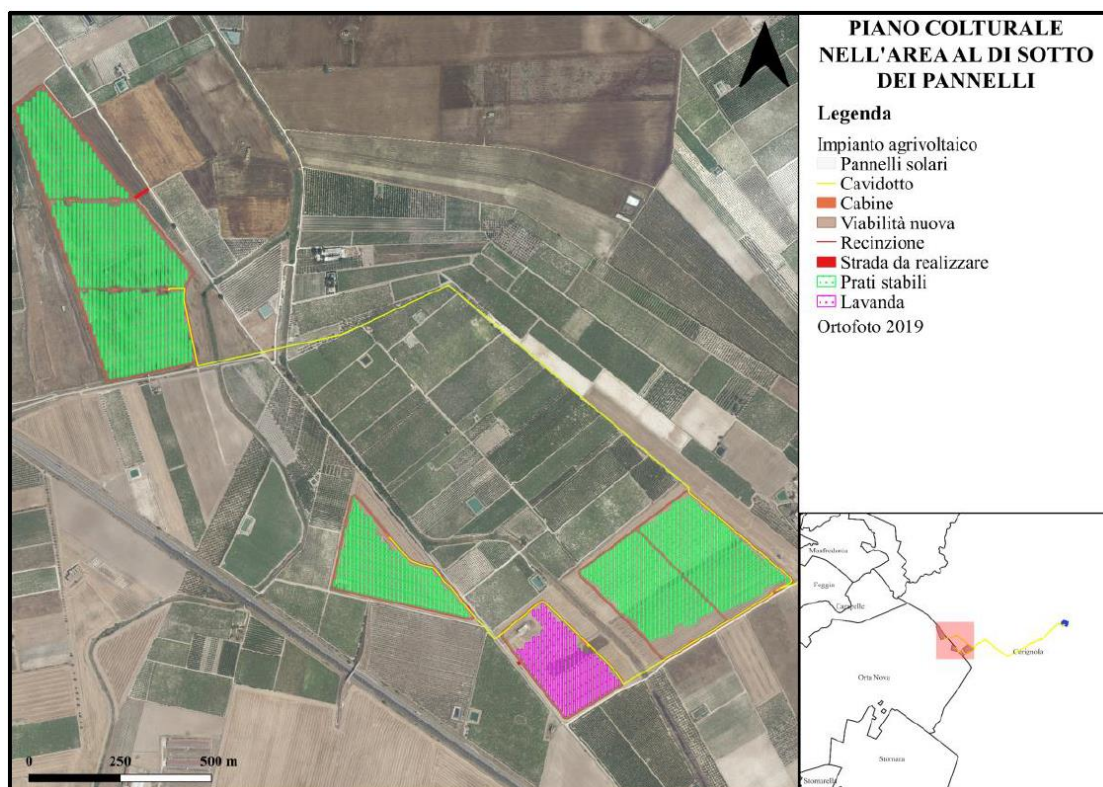 PIANO COLTURALE
NELL'AREA AL DI SOTTO
DEI PANNELLI
Legenda
Impianto agrivoltaico
Pannelli solari
Cavidotto
Cabine
Viabilità nuova
Recinzione
Strada da realizzare
Prati stabili
Lavanda
Ortofoto 2019
Manfredonia
Foggia
Carapelle
Cerignola
Orta Nova
Stornara
Stornarella
0 250 500 m